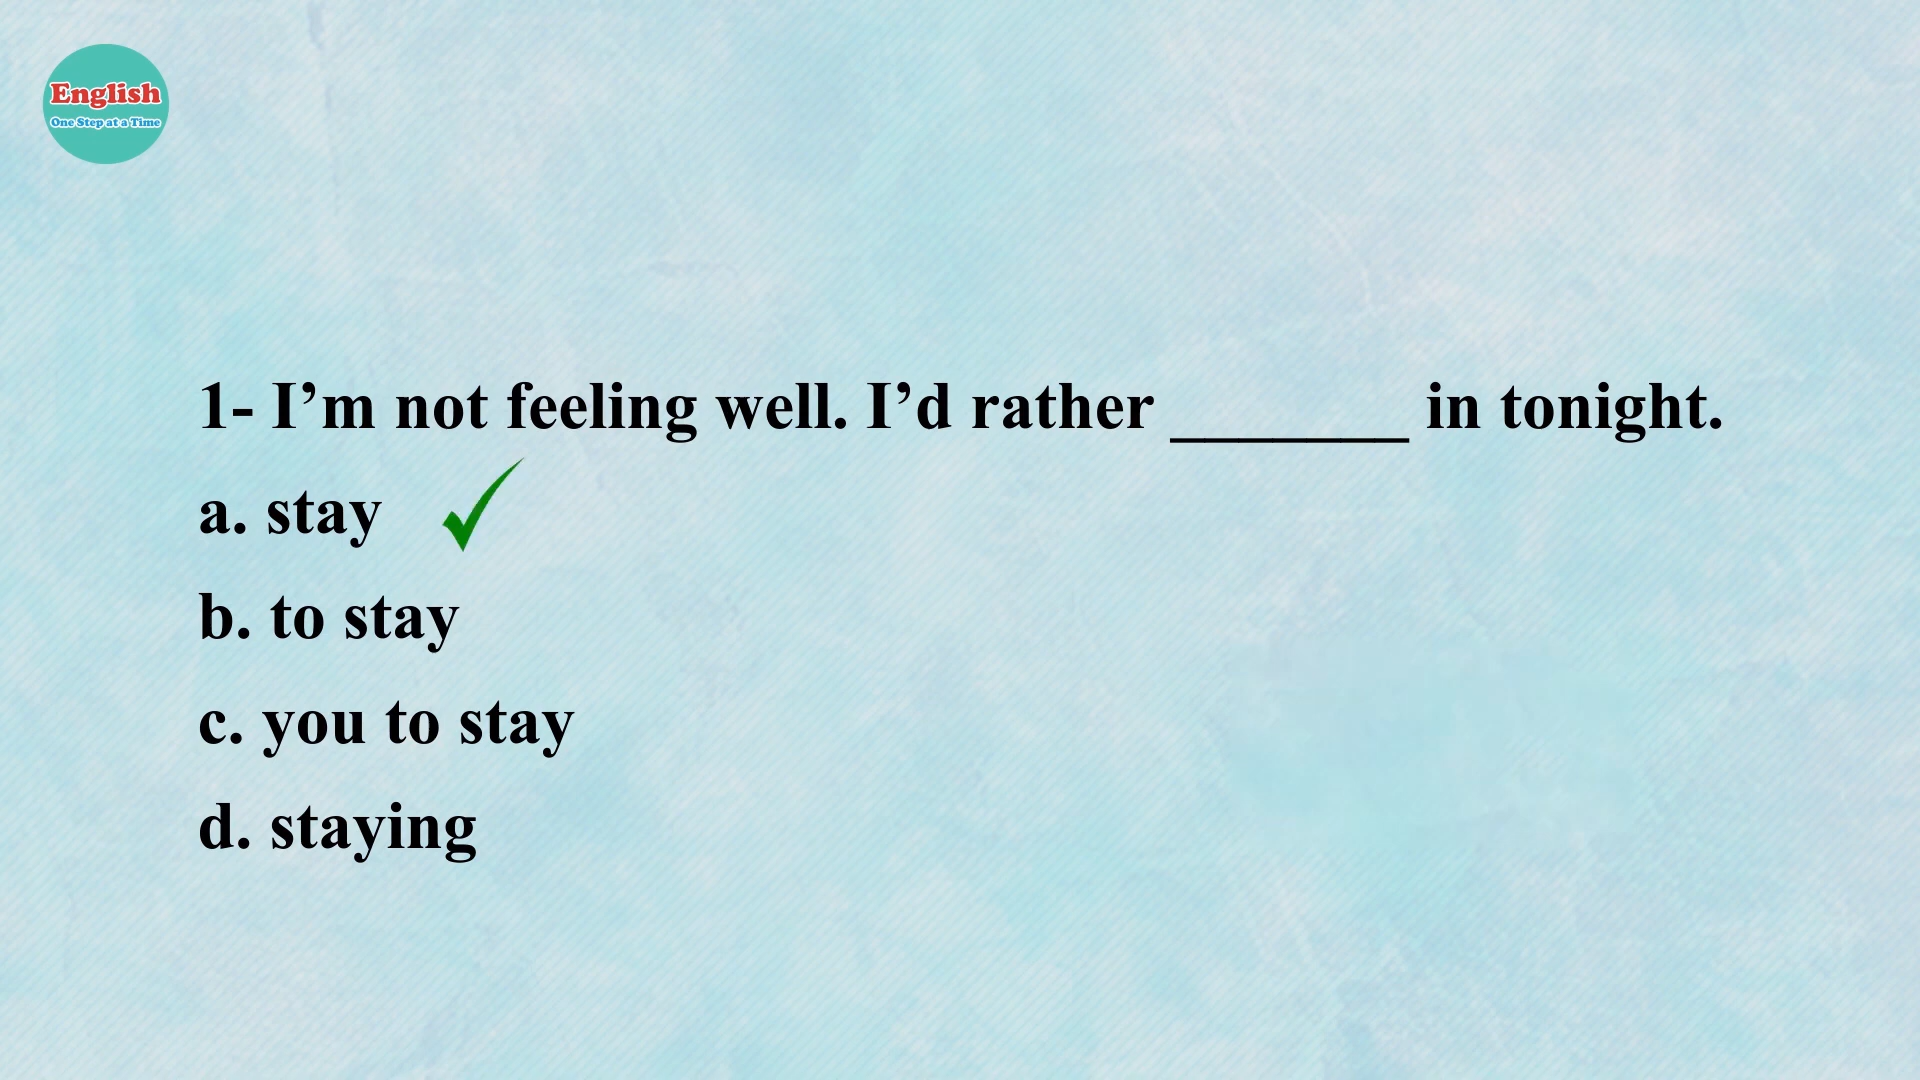 English
One Step at a Time
1- I’m not feeling well. I’d rather _______ in tonight.
a. stay
b. to stay
c. you to stay
d. staying